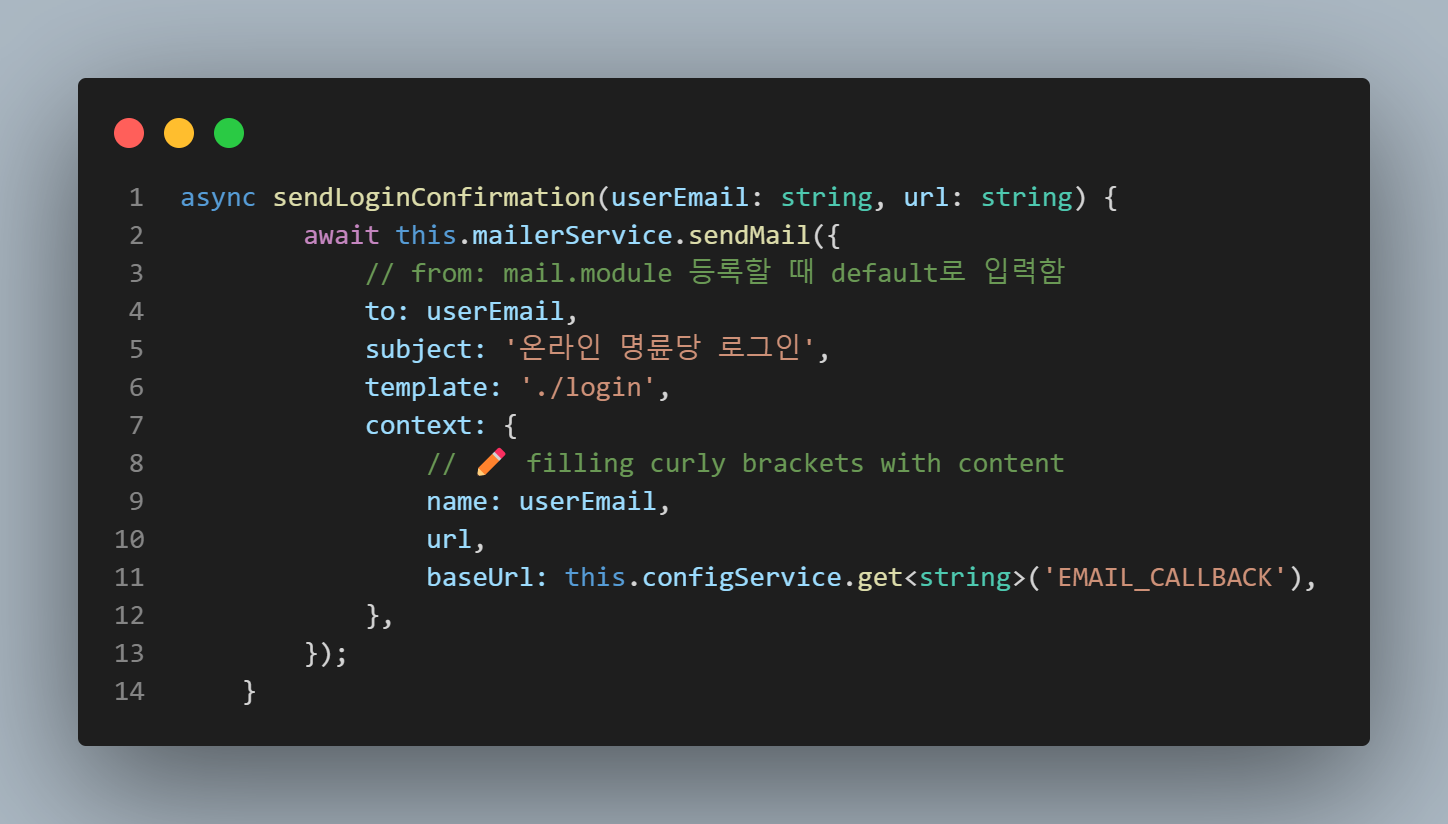 1 async sendLoginConfirmation(userEmail: string, url: string) {
2         await this.mailerService.sendMail({
3             // from: mail.module 등록할 때 default로 입력함
4             to: userEmail,
5             subject: '온라인 명륜당 로그인',
6             template: './login',
7             context: {
8                 // ✏️ filling curly brackets with content
9                 name: userEmail,
10                 url,
11                 baseUrl: this.configService.get<string>('EMAIL_CALLBACK'),
12             },
13         });
14     }